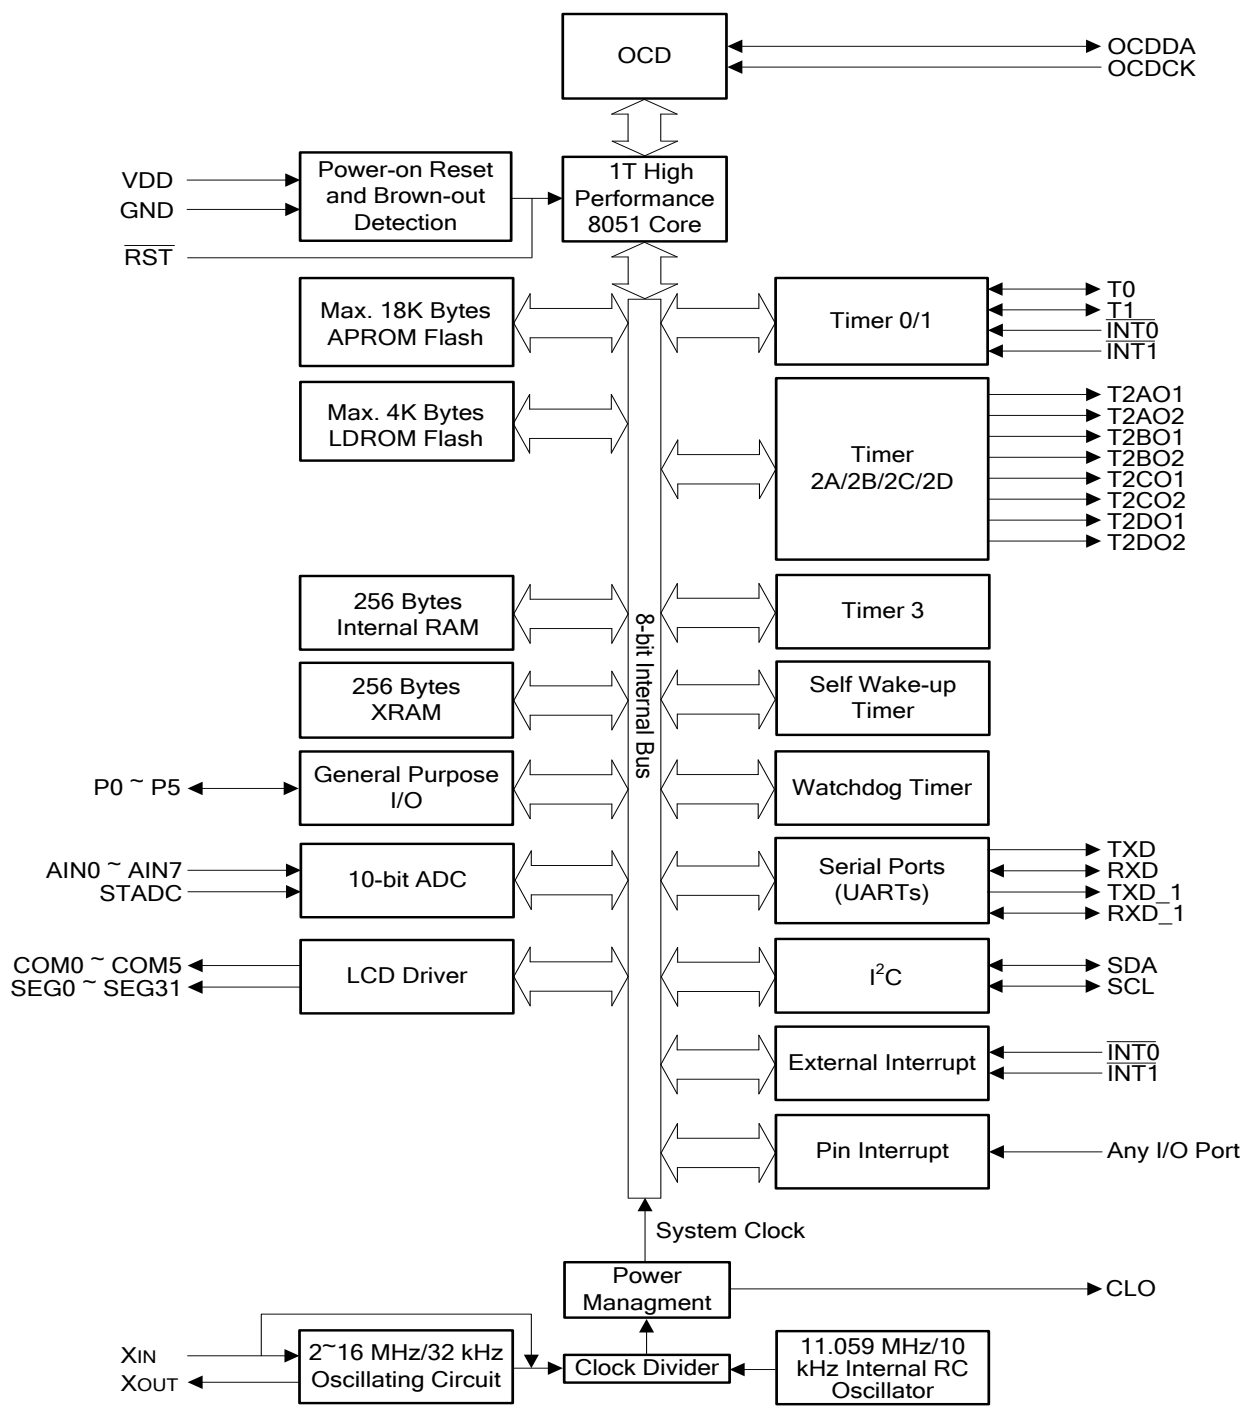 OCD
OCDDA
OCDCK
VDD
GND
RST
Power-on Reset
and Brown-out
Detection
1T High
Performance
8051 Core
Max. 18K Bytes
APROM Flash
Timer 0/1
T0
T1
INT0
INT1
Max. 4K Bytes
LDROM Flash
Timer
2A/2B/2C/2D
T2AO1
T2AO2
T2BO1
T2BO2
T2CO1
T2CO2
T2DO1
T2DO2
8-bit Internal Bus
256 Bytes
Internal RAM
Timer 3
256 Bytes
XRAM
Self Wake-up
Timer
P0 ~ P5
General Purpose
I/O
Watchdog Timer
AIN0 ~ AIN7
STADC
10-bit ADC
Serial Ports
(UARTs)
TXD
RXD
TXD_1
RXD_1
COM0 ~ COM5
SEG0 ~ SEG31
LCD Driver
I²C
SDA
SCL
External Interrupt
INT0
INT1
Pin Interrupt
Any I/O Port
System Clock
Power
Managment
CLO
XIN
XOUT
2~16 MHz/32 kHz
Oscillating Circuit
Clock Divider
11.059 MHz/10
kHz Internal RC
Oscillator